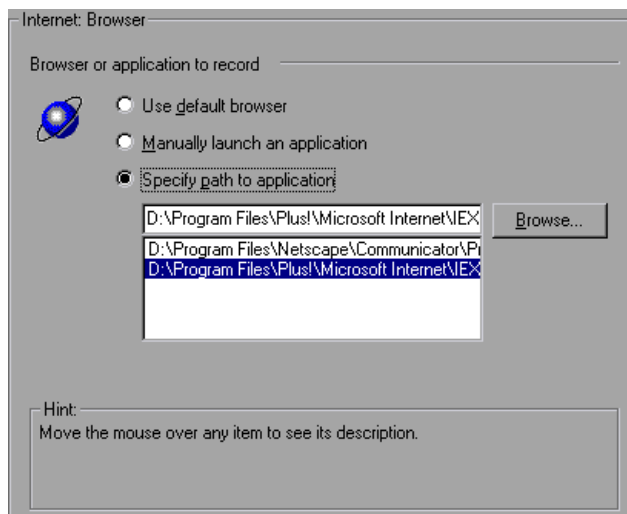 Internet: Browser
Browser or application to record
Use default browser
Manually launch an application
Specify path to application
D:\Program Files\Plus!\Microsoft Internet\IEX
Browse...
D:\Program Files\Netscape\Communicator\Pr
D:\Program Files\Plus!\Microsoft Internet\IEX
Hint:
Move the mouse over any item to see its description.